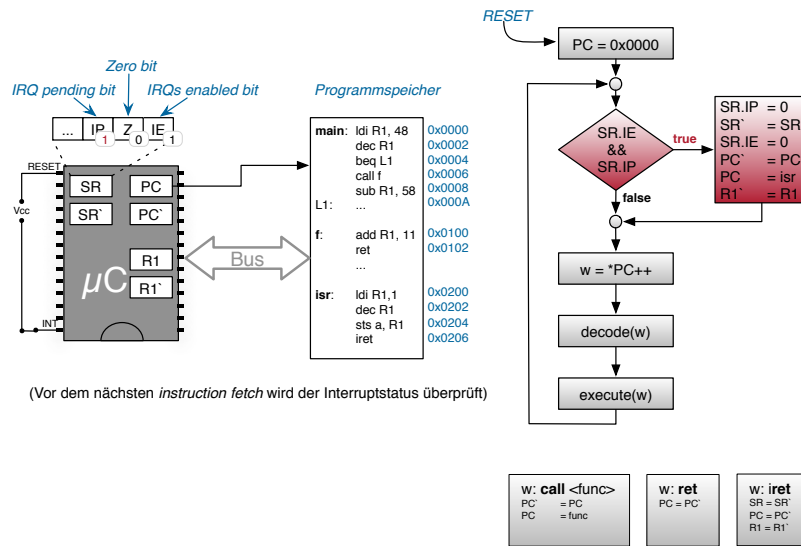 RESET
PC = 0x0000
Zero bit
IRQ pending bit
IRQs enabled bit
Programmspeicher
... IP Z IE
1 0 1
main: ldi R1, 48 0x0000
dec R1 0x0002
beq L1 0x0004
call f 0x0006
sub R1, 58 0x0008
L1: ... 0x000A
f: add R1, 11 0x0100
ret 0x0102
...
isr: ldi R1,1 0x0200
dec R1 0x0202
sts a, R1 0x0204
iret 0x0206
RESET
Vcc
INT
SR PC
SR` PC`
R1
R1`
µC
Bus
SR.IE
&&
SR.IP
true
false
SR.IP = 0
SR` = SR
SR.IE = 0
PC` = PC
PC = isr
R1` = R1
w = *PC++
decode(w)
execute(w)
(Vor dem nächsten instruction fetch wird der Interruptstatus überprüft)
w: call <func>
PC` = PC
PC = func
w: ret
PC = PC`
w: iret
SR = SR`
PC = PC`
R1 = R1`